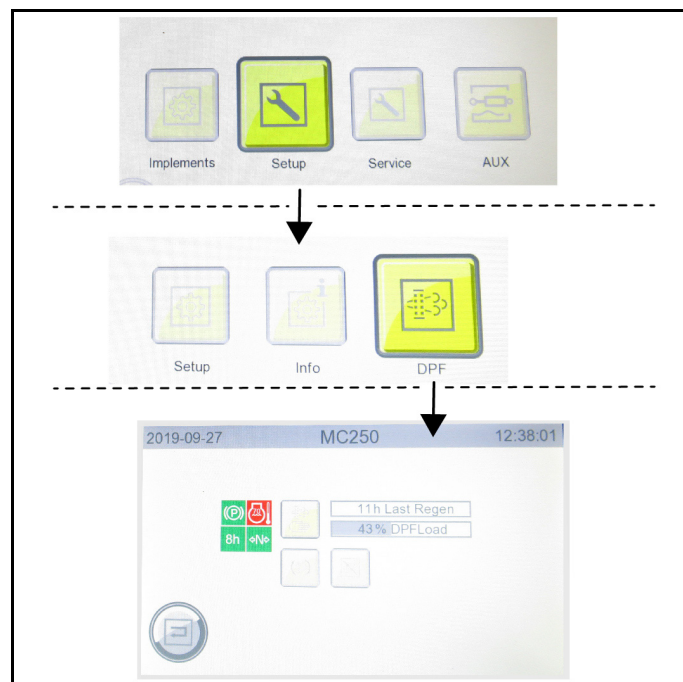 Implements Setup Service AUX
Setup Info DPF
2019-09-27 MC250 12:38:01
(P)
11h Last Regen
8h «N»
43% DPFLoad